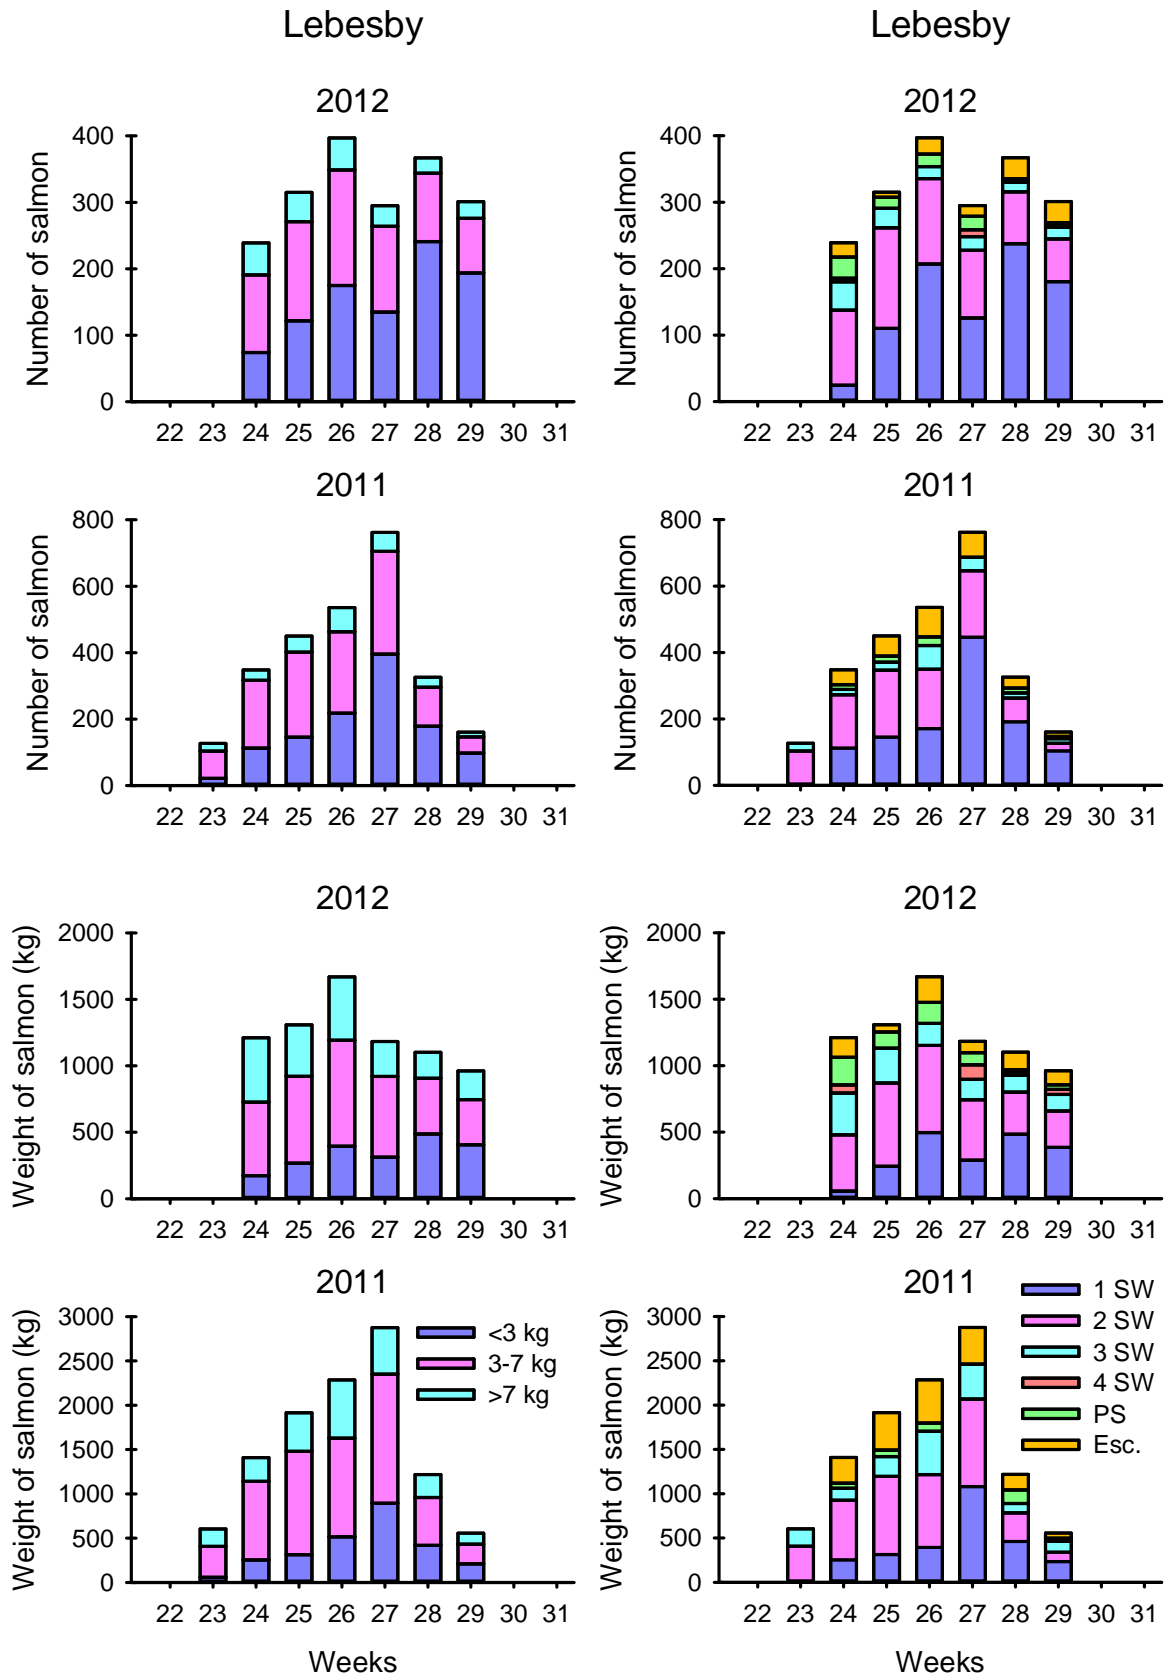 Lebesby
Lebesby
2012
2012
Number of salmon
400
300
200
100
0
22 23 24 25 26 27 28 29 30 31
Number of salmon
400
300
200
100
0
22 23 24 25 26 27 28 29 30 31
2011
2011
Number of salmon
800
600
400
200
0
22 23 24 25 26 27 28 29 30 31
Number of salmon
800
600
400
200
0
22 23 24 25 26 27 28 29 30 31
2012
2012
Weight of salmon (kg)
2000
1500
1000
500
0
22 23 24 25 26 27 28 29 30 31
Weight of salmon (kg)
2000
1500
1000
500
0
22 23 24 25 26 27 28 29 30 31
2011
2011
Weight of salmon (kg)
3000
2500
2000
1500
1000
500
0
<3 kg
3-7 kg
>7 kg
22 23 24 25 26 27 28 29 30 31
Weeks
Weight of salmon (kg)
3000
2500
2000
1500
1000
500
0
1 SW
2 SW
3 SW
4 SW
PS
Esc.
22 23 24 25 26 27 28 29 30 31
Weeks